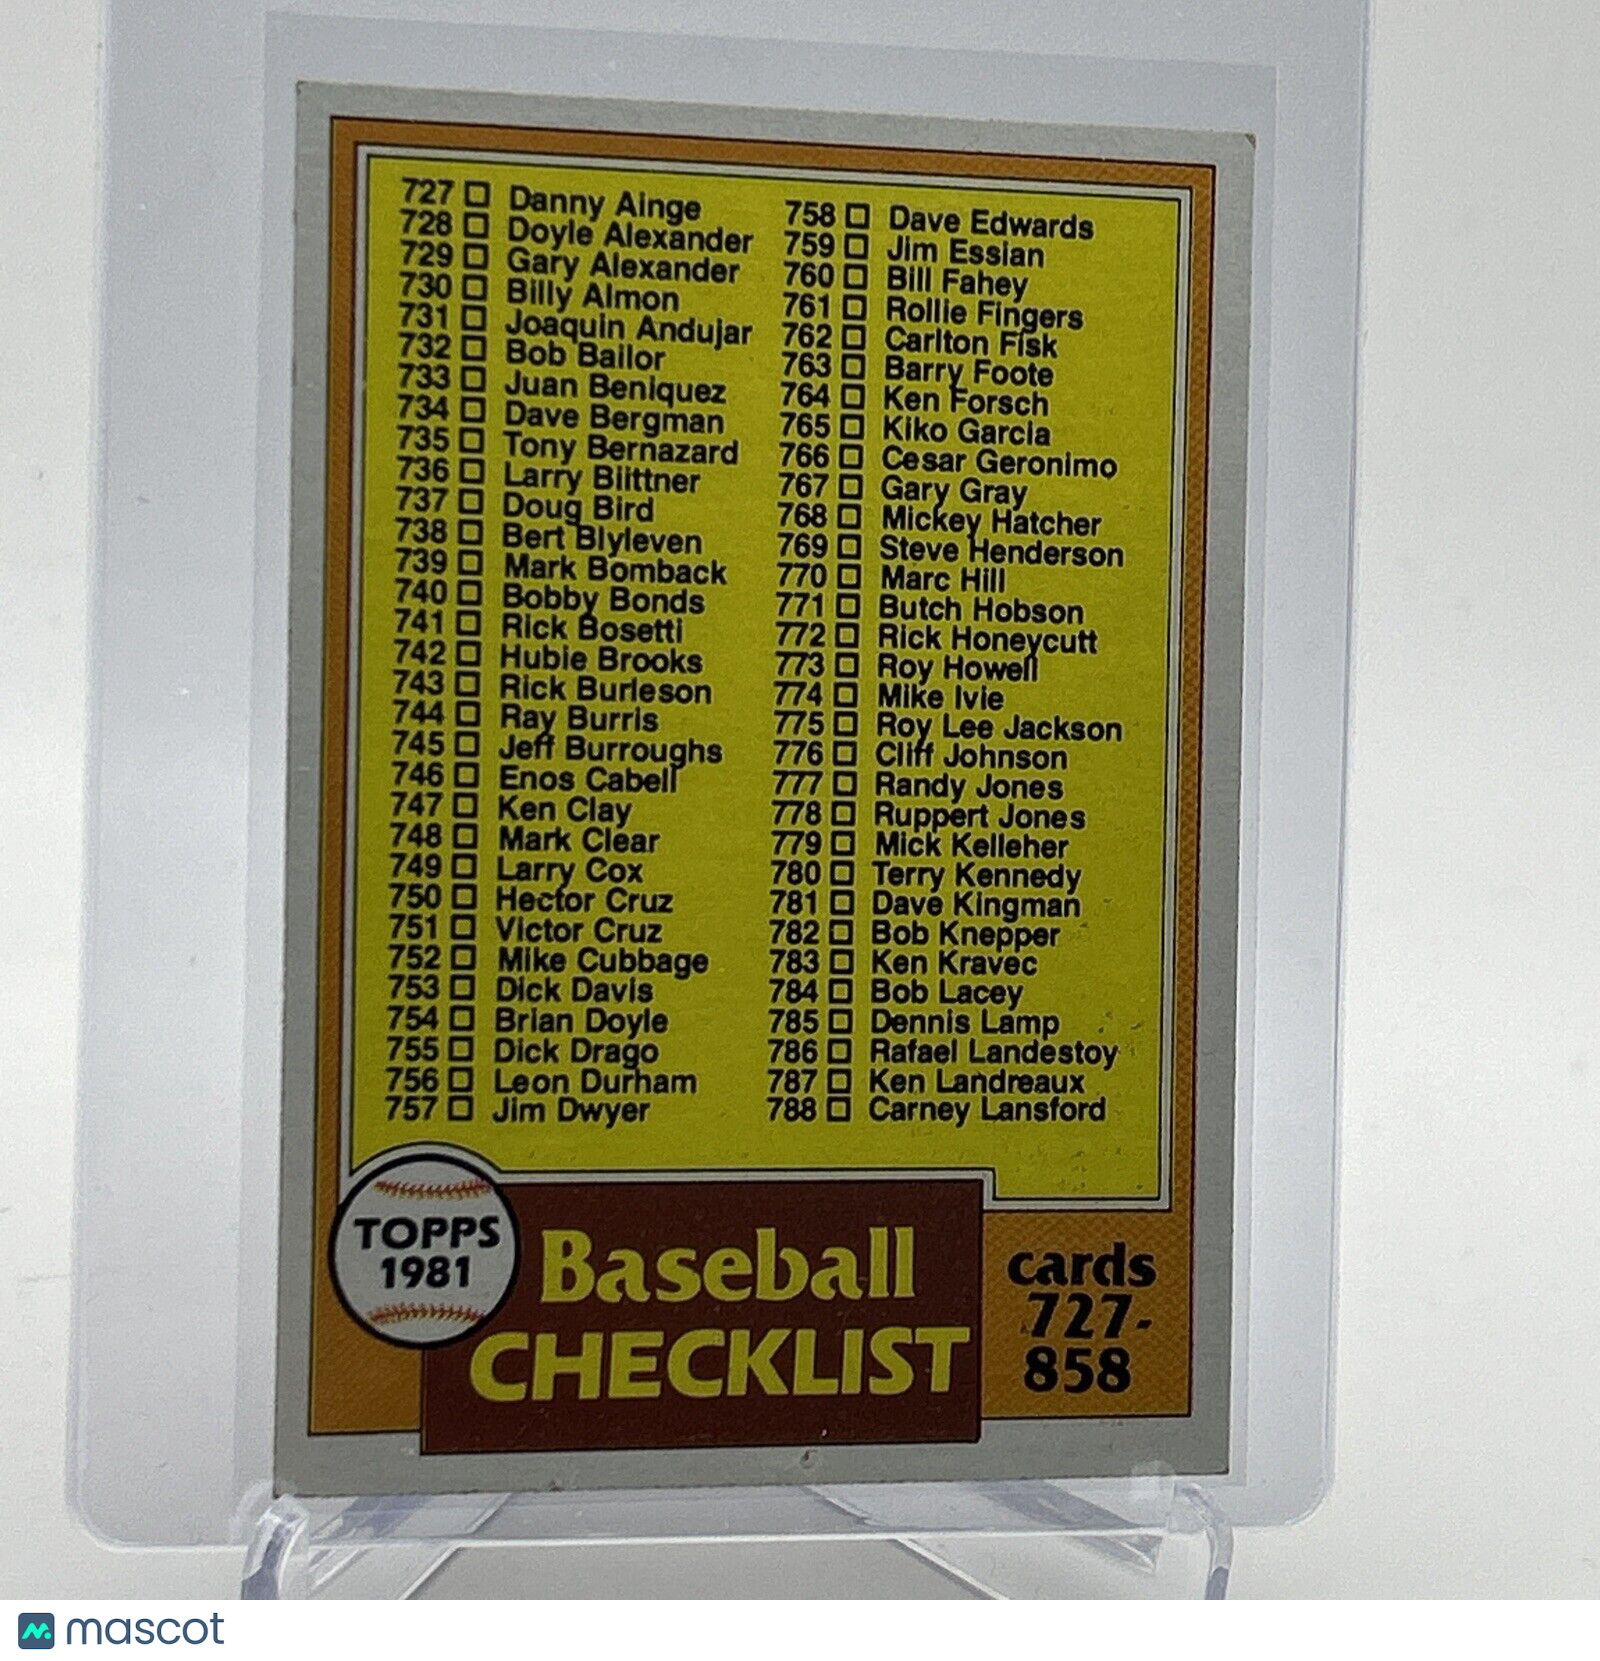 727 □ Danny Ainge
728 □ Doyle Alexander
729 □ Gary Alexander
730 □ Billy Almon
731 □ Joaquin Andujar
732 □ Bob Bailor
733 □ Juan Beniquez
734 □ Dave Bergman
735 □ Tony Bernazard
736 □ Larry Biittner
737 □ Doug Bird
738 □ Bert Blyleven
739 □ Mark Bomback
740 □ Bobby Bonds
741 □ Rick Bosetti
742 □ Hubie Brooks
743 □ Rick Burleson
744 □ Ray Burris
745 □ Jeff Burroughs
746 □ Enos Cabell
747 □ Ken Clay
748 □ Mark Clear
749 □ Larry Cox
750 □ Hector Cruz
751 □ Victor Cruz
752 □ Mike Cubbage
753 □ Dick Davis
754 □ Brian Doyle
755 □ Dick Drago
756 □ Leon Durham
757 □ Jim Dwyer
758 □ Dave Edwards
759 □ Jim Essian
760 □ Bill Fahey
761 □ Rollie Fingers
762 □ Carlton Fisk
763 □ Barry Foote
764 □ Ken Forsch
765 □ Kiko Garcia
766 □ Cesar Geronimo
767 □ Gary Gray
768 □ Mickey Hatcher
769 □ Steve Henderson
770 □ Marc Hill
771 □ Butch Hobson
772 □ Rick Honeycutt
773 □ Roy Howell
774 □ Mike Ivie
775 □ Roy Lee Jackson
776 □ Cliff Johnson
777 □ Randy Jones
778 □ Ruppert Jones
779 □ Mick Kelleher
780 □ Terry Kennedy
781 □ Dave Kingman
782 □ Bob Knepper
783 □ Ken Kravec
784 □ Bob Lacey
785 □ Dennis Lamp
786 □ Rafael Landestoy
787 □ Ken Landreaux
788 □ Carney Lansford
TOPPS
1981
Baseball
CHECKLIST
cards
727-
858
mascot